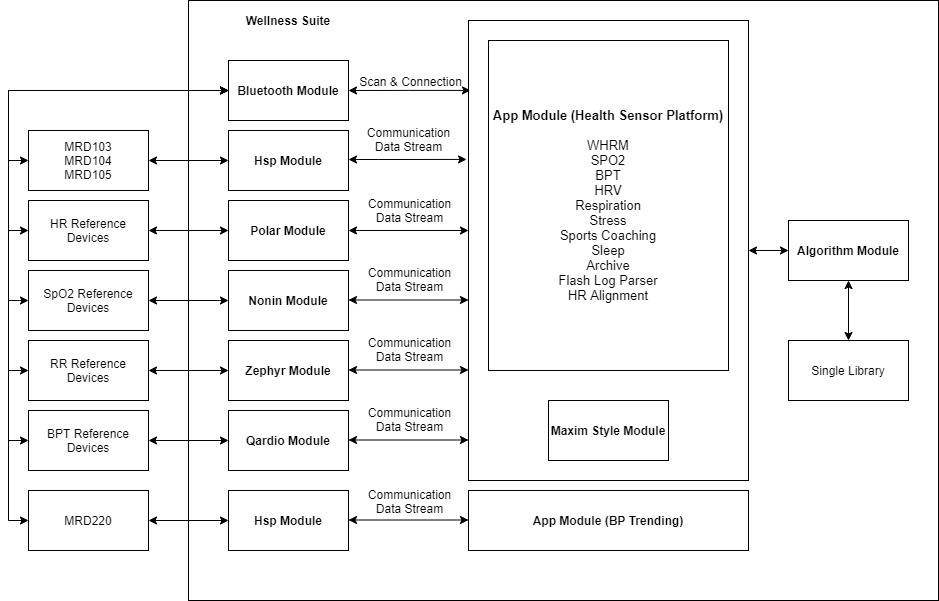 Wellness Suite
Bluetooth Module
Scan & Connection
App Module (Health Sensor Platform)
WHRM
SPO2
BPT
HRV
Respiration
Stress
Sports Coaching
Sleep
Archive
Flash Log Parser
HR Alignment
MRD103
MRD104
MRD105
Hsp Module
Communication
Data Stream
HR Reference
Devices
Polar Module
Communication
Data Stream
Algorithm Module
SpO2 Reference
Devices
Nonin Module
Communication
Data Stream
RR Reference
Devices
Zephyr Module
Communication
Data Stream
Single Library
BPT Reference
Devices
Qardio Module
Communication
Data Stream
Maxim Style Module
MRD220
Hsp Module
Communication
Data Stream
App Module (BP Trending)